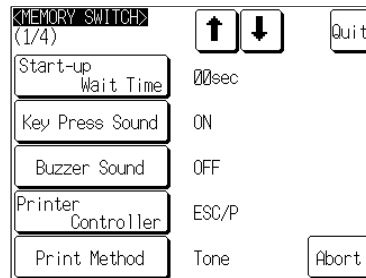 <MEMORY SWITCH>
(1/4)
Quit
Start-up
Wait Time
00sec
Key Press Sound
ON
Buzzer Sound
OFF
Printer
Controller
ESC/P
Print Method
Tone
Abort